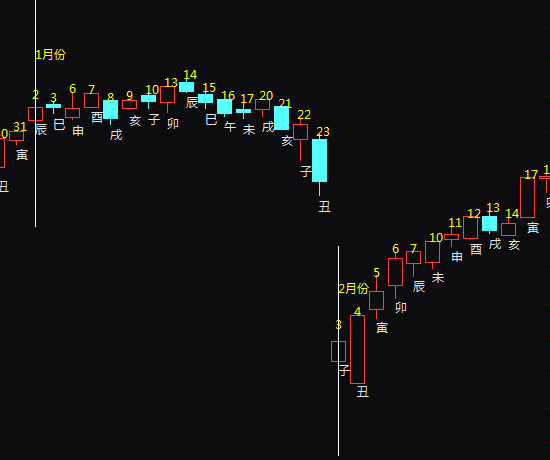 1月份
0
丑
31
寅
2
辰
3
巳
6
申
7
酉
8
戌
9
亥
10
子
13
卯
14
辰
15
巳
16
午
17
未
20
戌
21
亥
22
子
23
丑
2月份
3
子
4
丑
5
寅
6
卯
7
辰
10
未
11
申
12
酉
13
戌
14
亥
17
寅
1